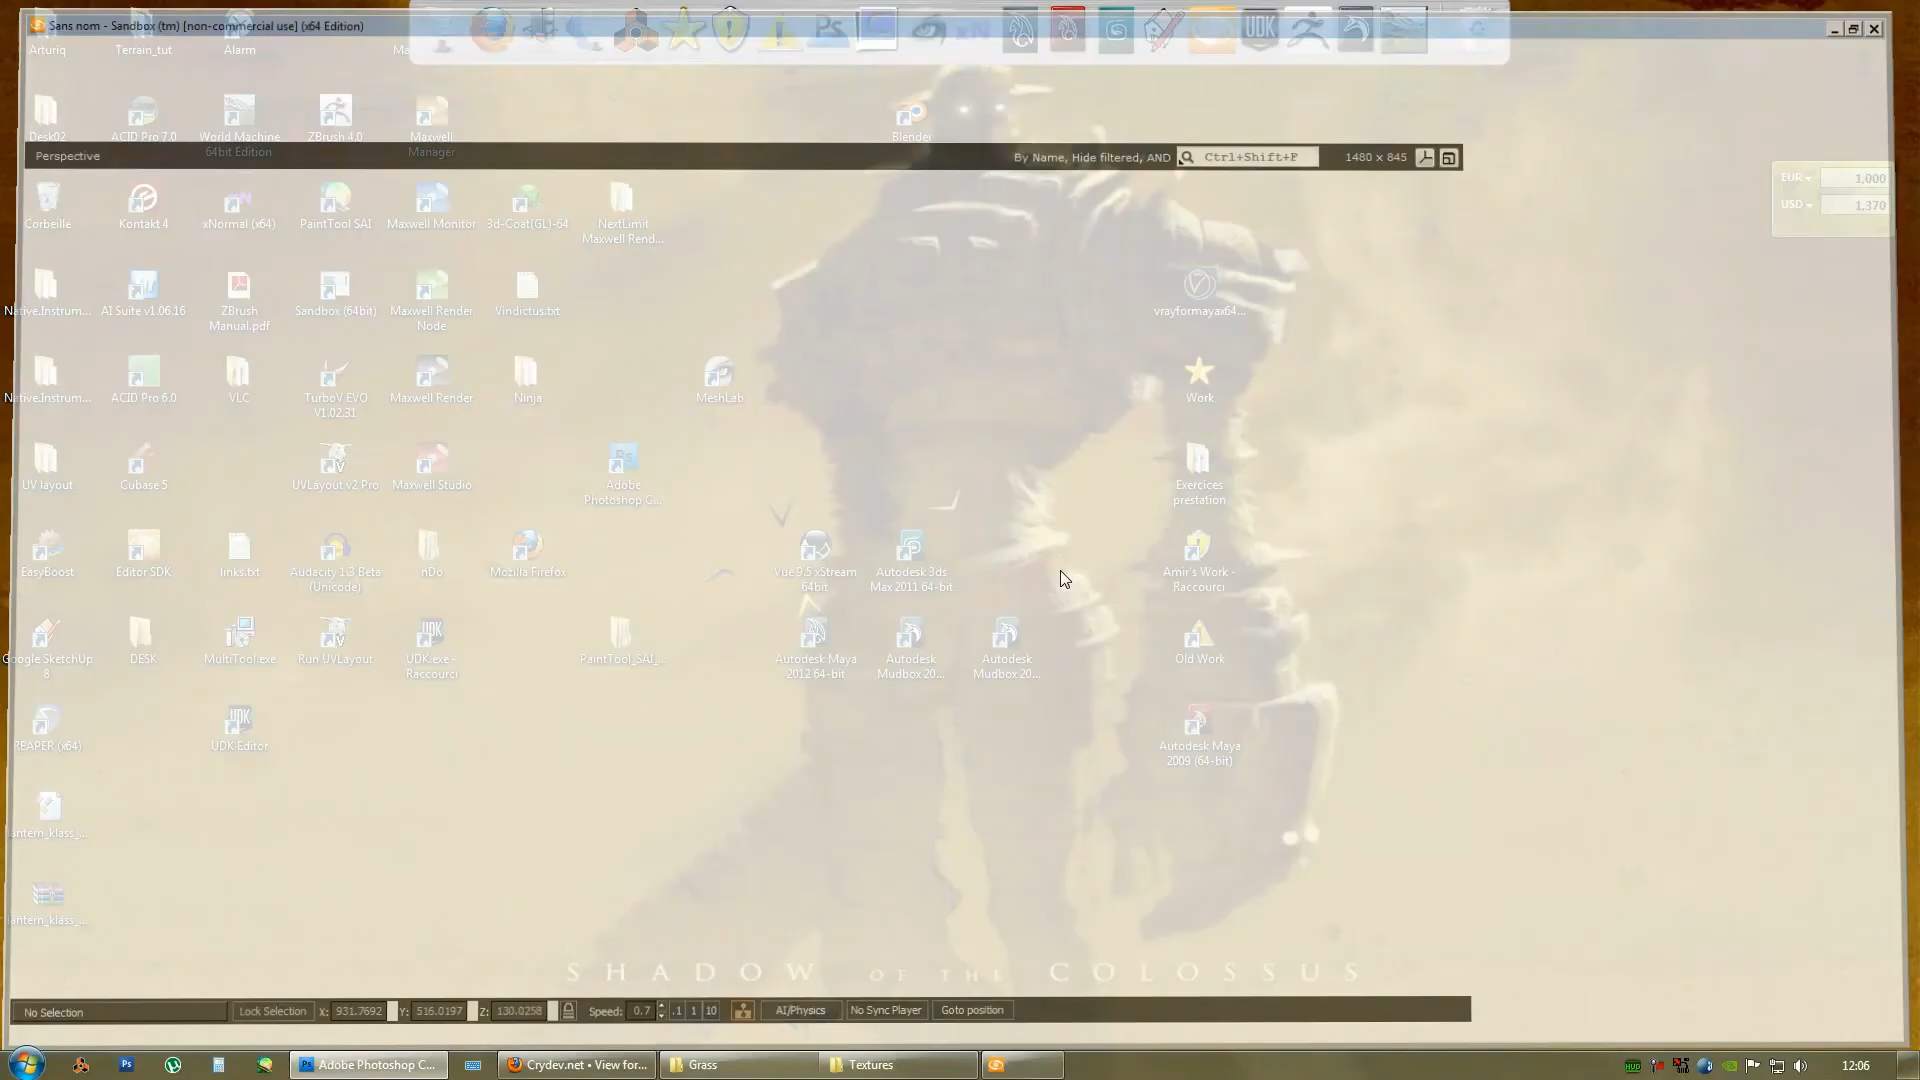 Sans nom - Sandbox (tm) [non-commercial use] (x64 Edition)
Arturiq
Terrain_tut
Alarm
UDK
Desk02
ACID Pro 7.0
World Machine
64bit Edition
ZBrush 4.0
Maxwell
Manager
Blender
Perspective
By Name, Hide filtered, AND
Ctrl+Shift+F
1480 x 845
EUR
1,000
USD
1,370
Corbeille
Kontakt 4
xNormal (x64)
PaintTool SAI
Maxwell Monitor
3d-Coat(GL)-64
NextLimit
Maxwell Rend...
Native.Instrum...
AI Suite v1.06.16
ZBrush
Manual.pdf
Sandbox (64bit)
Maxwell Render
Node
Vindictus.txt
vrayformayax64...
Native.Instrum...
ACID Pro 6.0
VLC
TurboV EVO
V1.02.31
Maxwell Render
Ninja
MeshLab
Work
UV layout
Cubase 5
UVLayout v2 Pro
Maxwell Studio
Adobe
Photoshop C...
Exercices
prestation
EasyBoost
Editor SDK
links.txt
Audacity 1.3 Beta
(Unicode)
nDo
Mozilla Firefox
Vue 9.5 xStream
64bit
Autodesk 3ds
Max 2011 64-bit
Amir's Work -
Raccourci
Google SketchUp
8
DESK
MultiTool.exe
Run UVLayout
UDK.exe -
Raccourci
PaintTool_SAI_...
Autodesk Maya
2012 64-bit
Autodesk
Mudbox 20...
Autodesk
Mudbox 20...
Old Work
REAPER (x64)
UDK Editor
Autodesk Maya
2009 (64-bit)
lantern_klass_...
lantern_klass_...
SHADOW OF THE COLOSSUS
No Selection
Lock Selection
X: 931.7692
Y: 516.0197
Z: 130.0258
Speed: 0.7
.1
1
10
AI/Physics
No Sync Player
Goto position
Adobe Photoshop C...
Crydev.net • View for...
Grass
Textures
12:06